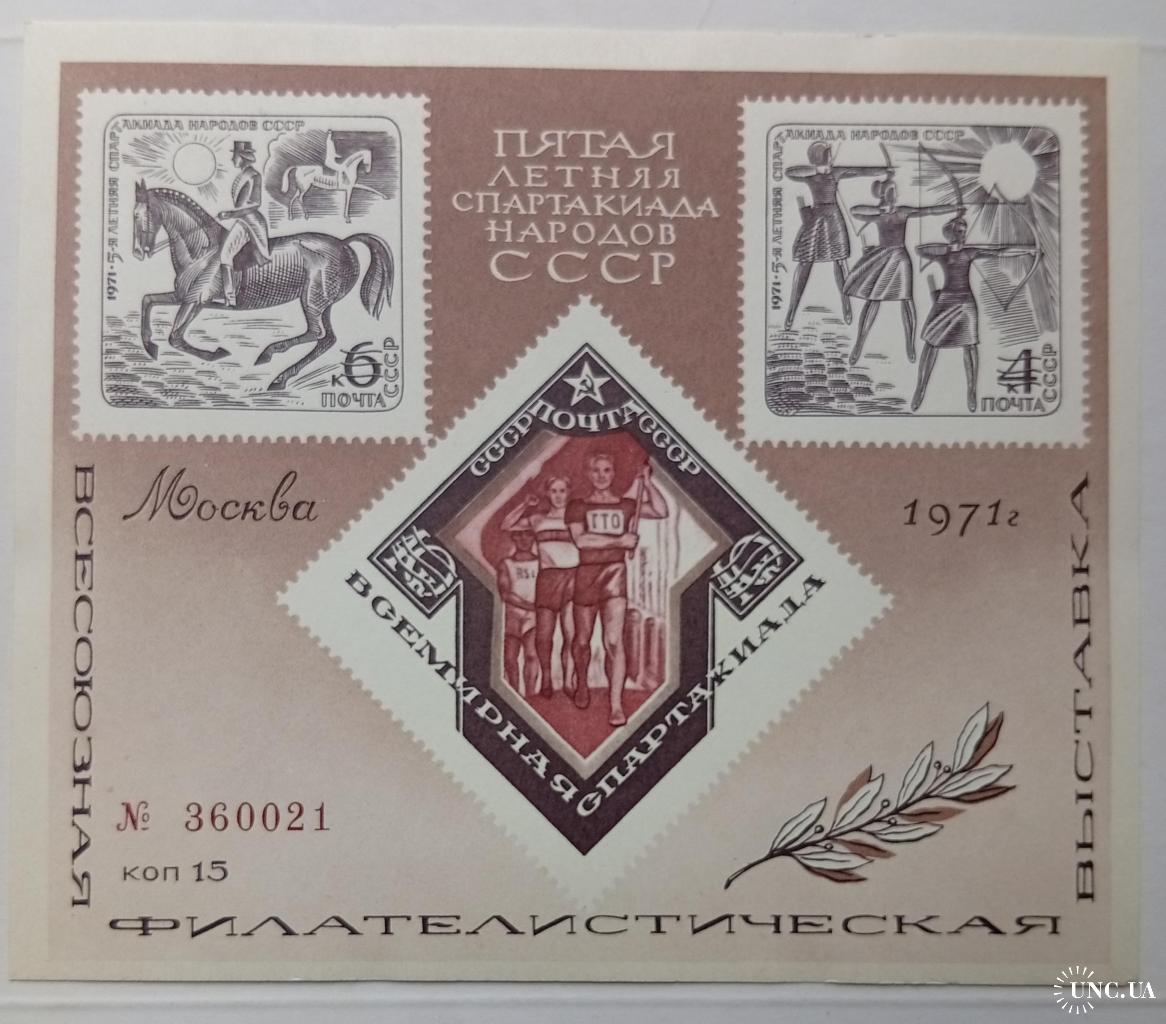 1971 · 5-Я ЛЕТНЯЯ СПАРТАКИАДА НАРОДОВ СССР
6 К
ПОЧТА СССР
ПЯТАЯ
ЛЕТНЯЯ
СПАРТАКИАДА
НАРОДОВ
СССР
1971 · 5-Я ЛЕТНЯЯ СПАРТАКИАДА НАРОДОВ СССР
4 К
ПОЧТА СССР
СССР ПОЧТА СССР
ГТО
ВСЕМИРНАЯ СПАРТАКИАДА
Москва
1971г
№ 360021
КОП 15
ВСЕСОЮЗНАЯ
ФИЛАТЕЛИСТИЧЕСКАЯ
ВЫСТАВКА
UNC.UA